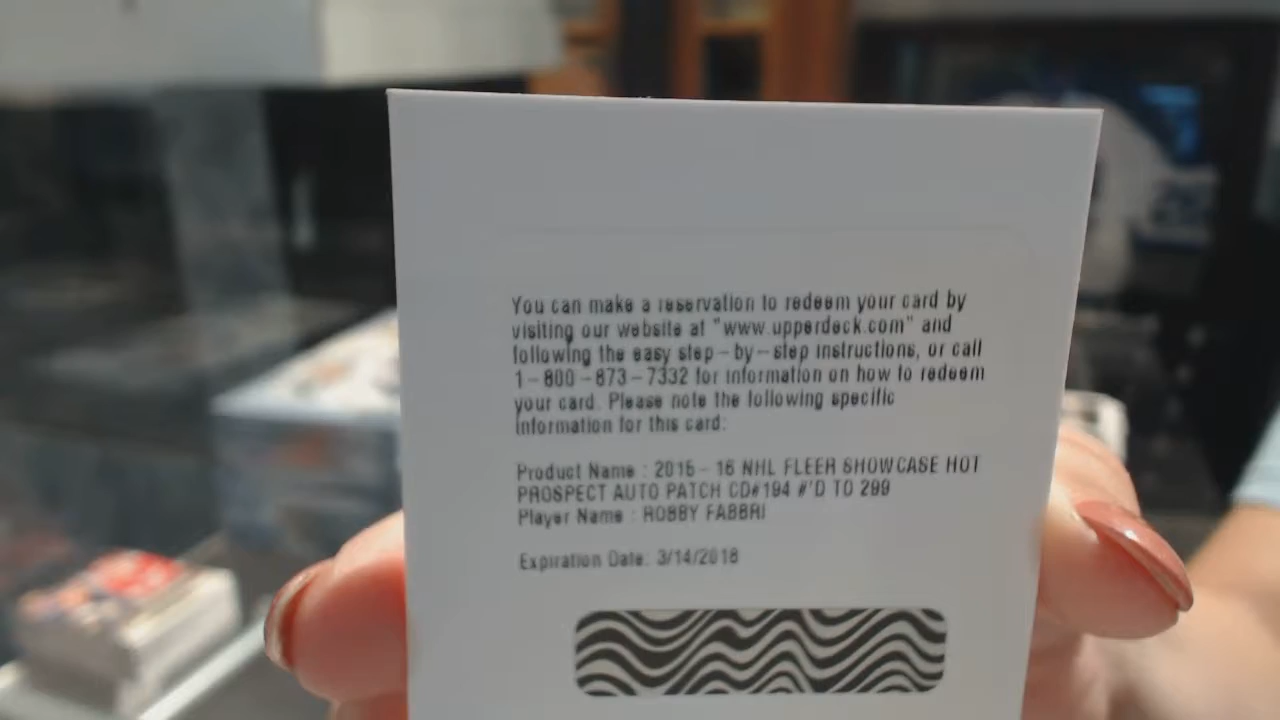 You can make a reservation to redeem your card by
visiting our website at "www.upperdeck.com" and
following the easy step-by-step instructions, or call
1-800-873-7332 for information on how to redeem
your card. Please note the following specific
information for this card:
Product Name : 2015-16 NHL FLEER SHOWCASE HOT
PROSPECT AUTO PATCH CD#194 #'D TO 299
Player Name : ROBBY FABBRI
Expiration Date: 3/14/2018